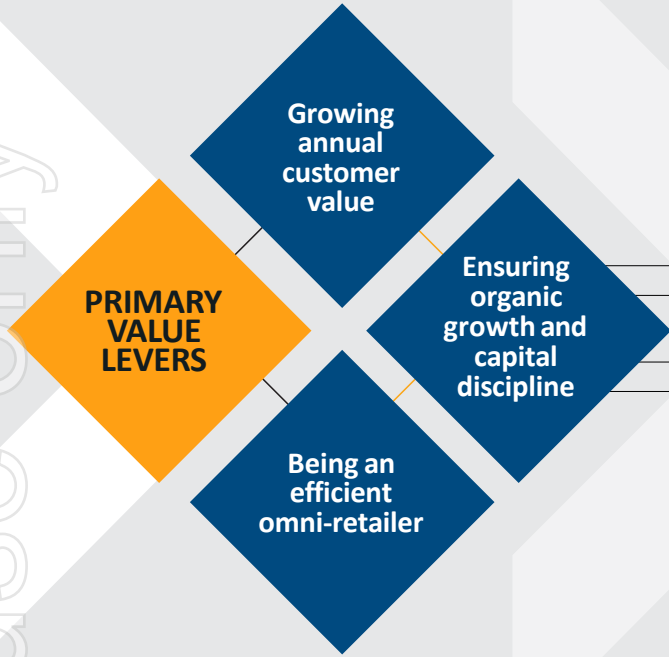 Growing
annual
customer
value
PRIMARY
VALUE
LEVERS
Ensuring
organic
growth and
capital
discipline
Being an
efficient
omni-retailer